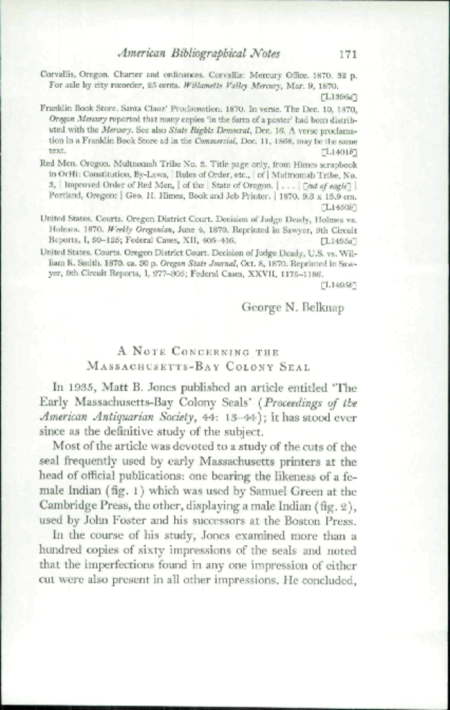 American Bibliographical Notes 171
Corvallis, Oregon. Charter and ordinances. Corvallis: Mercury Office. 1870. 32 p.
For sale by city recorder, 25 cents. Willamette Valley Mercury, Mar. 9, 1870.
Franklin Book Store. Santa Claus' Proclamation. 1870. In verse. The Dec. 10, 1870,
Oregon Mercury reported that many copies 'in the form of a poster' had been distrib-
uted with the Mercury. See also State Rights Democrat, Dec. 16. A verse proclama-
tion in a Franklin Book Store ad in the Commercial, Dec. 11, 1868, may be the same
text.
Red Men. Oregon. Multnomah Tribe No. 3. Title page only, from Himes scrapbook
in OrHi: Constitution, By-Laws, | Rules of Order, etc., | of | Multnomah Tribe, No.
3, | Improved Order of Red Men, | of the | State of Oregon. | . . . | [cut of eagle] |
Portland, Oregon: | Geo. H. Himes, Book and Job Printer. | 1870. 9.3 x 15.9 cm.
United States. Courts. Oregon District Court. Decision of Judge Deady, Holmes vs.
Holmes. 1870. Weekly Oregonian, June 4, 1870. Reprinted in Sawyer, 9th Circuit
Reports, I, 99-125; Federal Cases, XII, 405-416.
United States. Courts. Oregon District Court. Decision of Judge Deady, U.S. vs. Wil-
liam K. Smith. 1870. ca. 30 p. Oregon State Journal, Oct. 8, 1870. Reprinted in Saw-
yer, 9th Circuit Reports, I, Federal Cases, XXVII,
George N. Belknap
A Note Concerning the
Massachusetts-Bay Colony Seal
In 1935, Matt B. Jones published an article entitled 'The
Early Massachusetts-Bay Colony Seals' (Proceedings of the
American Antiquarian Society, 44: 13-44); it has stood ever
since as the definitive study of the subject.
Most of the article was devoted to a study of the cuts of the
seal frequently used by early Massachusetts printers at the
head of official publications: one bearing the likeness of a fe-
male Indian (fig. 1) which was used by Samuel Green at the
Cambridge Press, the other, displaying a male Indian (fig. 2),
used by John Foster and his successors at the Boston Press.
In the course of his study, Jones examined more than a
hundred copies of sixty impressions of the seals and noted
that the imperfections found in any one impression of either
cut were also present in all other impressions. He concluded,